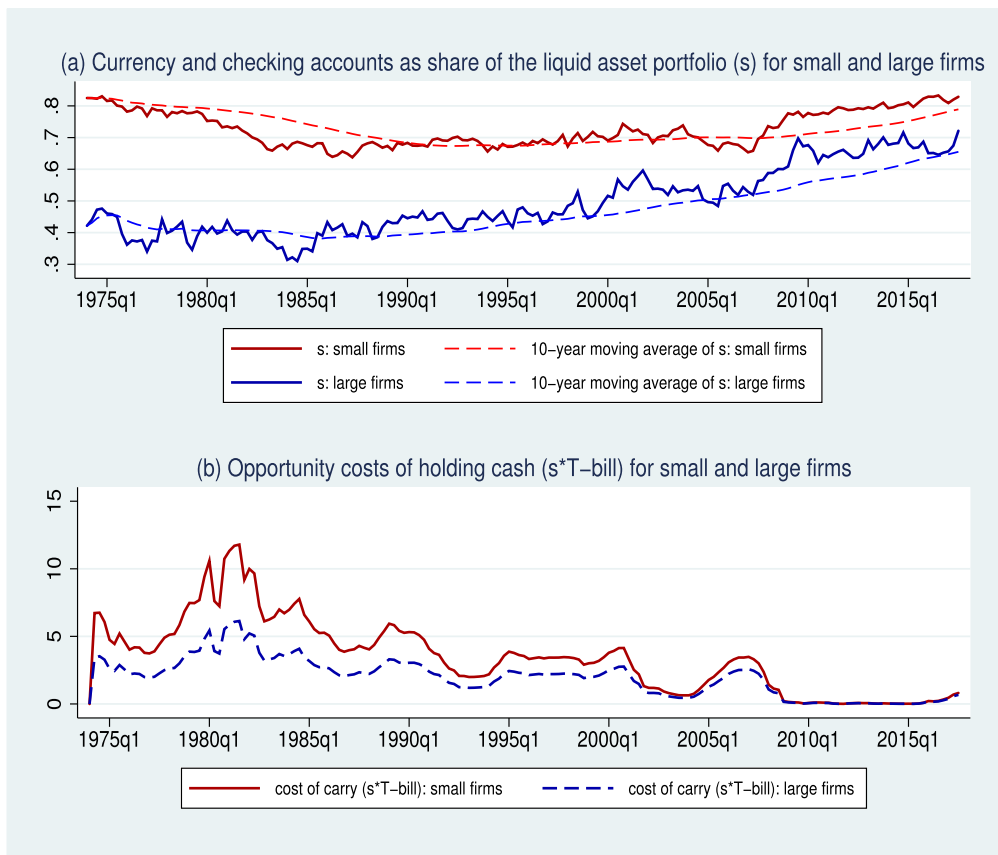 (a) Currency and checking accounts as share of the liquid asset portfolio (s) for small and large firms
.8
.7
.6
.5
.4
.3
1975q1 1980q1 1985q1 1990q1 1995q1 2000q1 2005q1 2010q1 2015q1
s: small firms 10−year moving average of s: small firms
s: large firms 10−year moving average of s: large firms
(b) Opportunity costs of holding cash (s*T−bill) for small and large firms
15
10
5
0
1975q1 1980q1 1985q1 1990q1 1995q1 2000q1 2005q1 2010q1 2015q1
cost of carry (s*T−bill): small firms cost of carry (s*T−bill): large firms